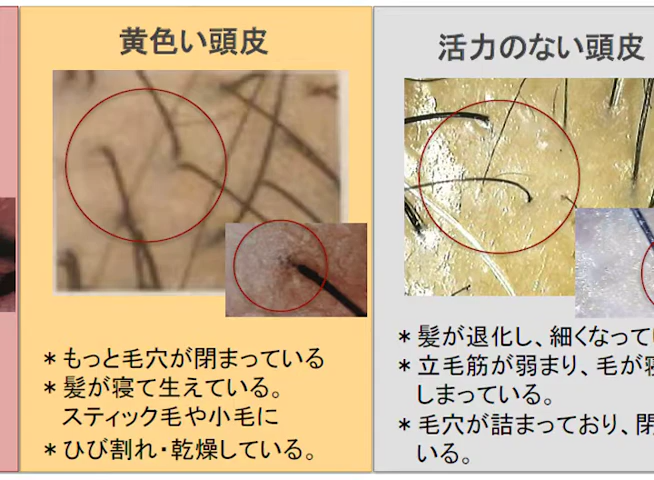 黄色い頭皮
＊もっと毛穴が閉まっている
＊髪が寝て生えている。
スティック毛や小毛に
＊ひび割れ・乾燥している。
活力のない頭皮
＊髪が退化し、細くなって
＊立毛筋が弱まり、毛が
しまっている。
＊毛穴が詰まっており、
いる。